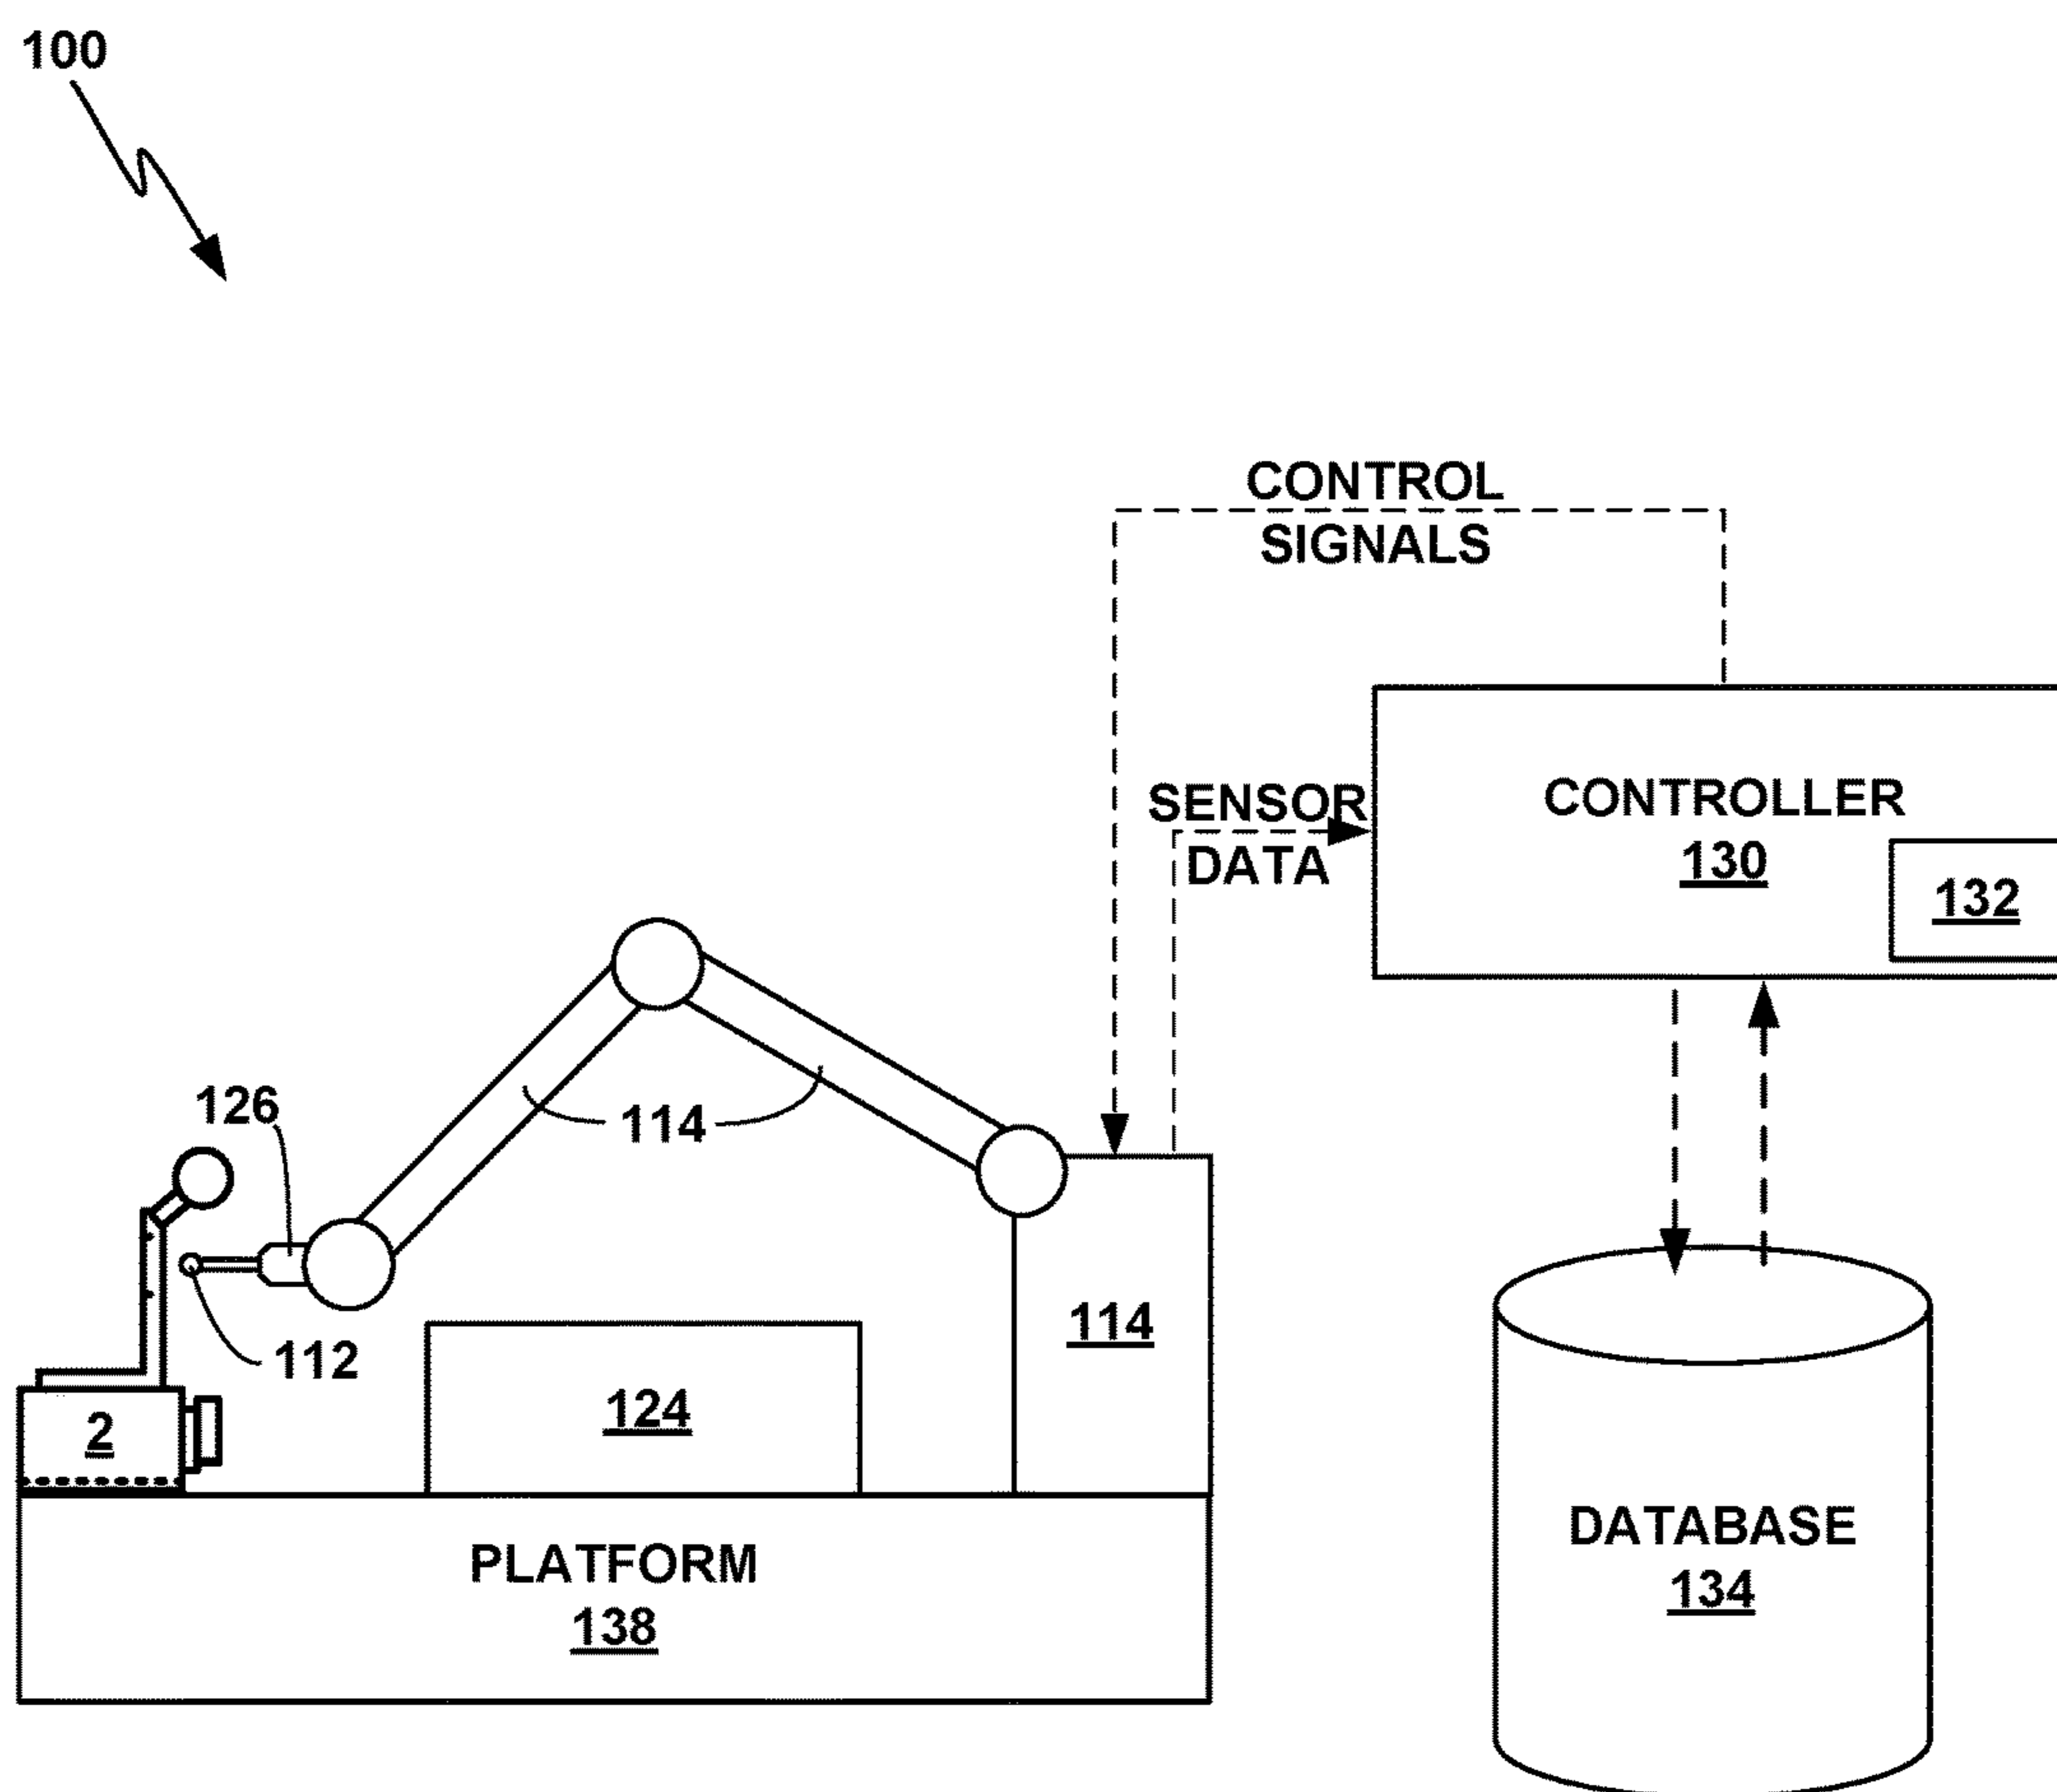 100
CONTROL
SIGNALS
SENSOR
DATA
CONTROLLER
130
132
126
114
112
114
124
2
PLATFORM
138
DATABASE
134